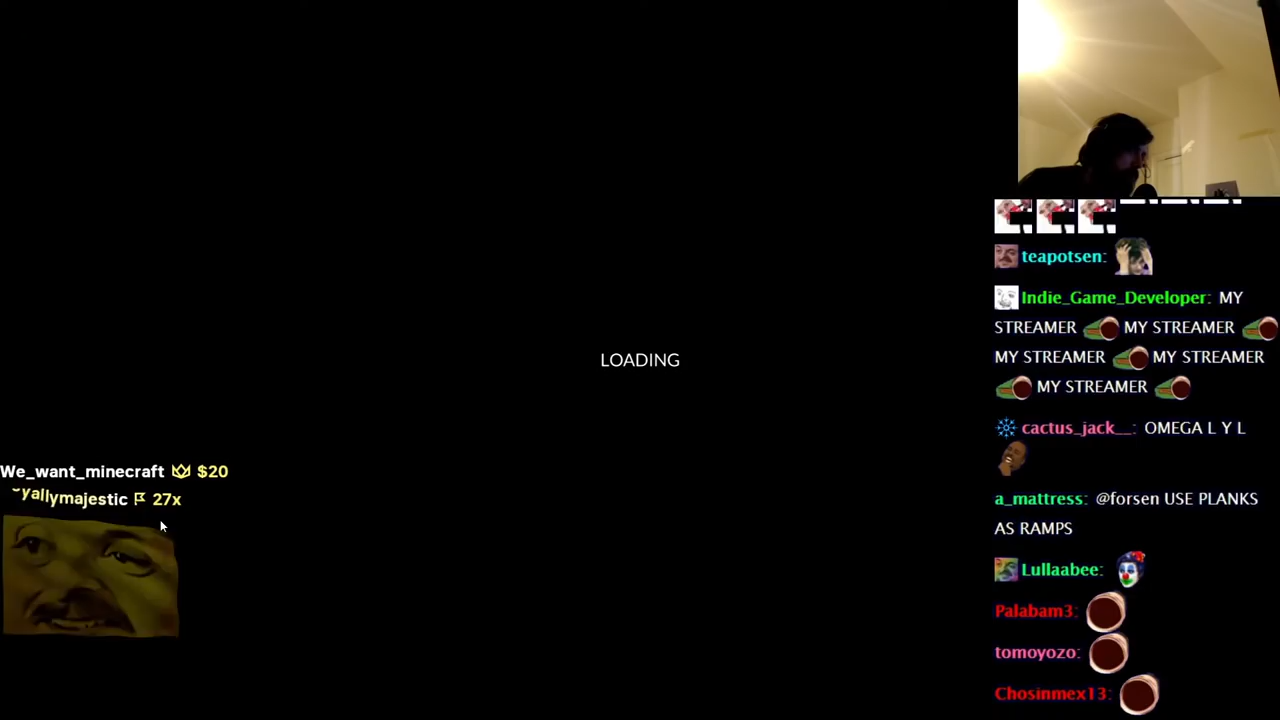 teapotsen:
Indie_Game_Developer: MY
STREAMER MY STREAMER
MY STREAMER MY STREAMER
MY STREAMER
LOADING
cactus_jack__: OMEGA L Y L
We_want_minecraft $20
27x
a_mattress: @forsen USE PLANKS
AS RAMPS
Lullaabee:
Palabam3:
tomoyozo:
Chosinmex13: